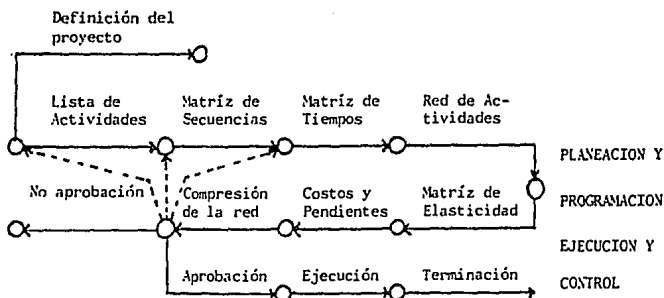 Definición del
proyecto
Lista de
Actividades
Matríz de
Secuencias
Matríz de
Tiempos
Red de Ac-
tividades
PLANEACION Y
No aprobación
Compresión
de la red
Costos y
Pendientes
Matríz de
Elasticidad
PROGRAMACION
EJECUCION Y
Aprobación
Ejecución
Terminación
CONTROL